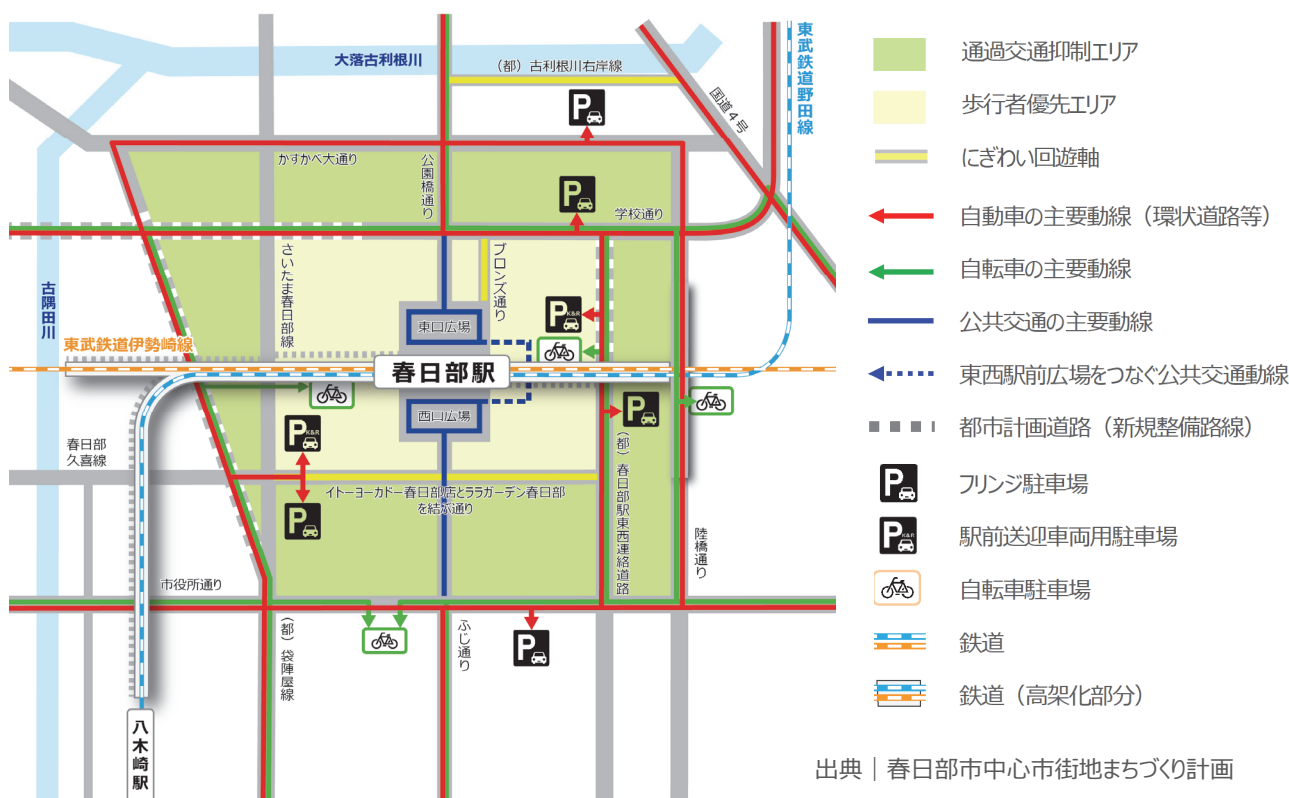 大落古利根川
(都)古利根川右岸線
国道4号
東武鉄道野田線
P
かすかべ大通り
公園橋通り
P
学校通り
さいたま春日部線
ブロンズ通り
古隅田川
東武鉄道伊勢崎線
東口広場
P K&R
春日部駅
西口広場
P K&R
P
春日部
久喜線
イトーヨーカドー春日部店とララガーデン春日部
を結ぶ通り
P
(都)春日部駅東西連絡道路
陸橋通り
市役所通り
(都)袋陣屋線
ふじ通り
P
八木崎駅
通過交通抑制エリア
歩行者優先エリア
にぎわい回遊軸
自動車の主要動線(環状道路等)
自転車の主要動線
公共交通の主要動線
東西駅前広場をつなぐ公共交通動線
都市計画道路(新規整備路線)
P フリンジ駐車場
P K&R 駅前送迎車両用駐車場
自転車駐車場
鉄道
鉄道(高架化部分)
出典|春日部市中心市街地まちづくり計画